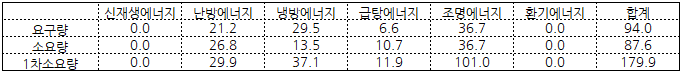 신재생에너지 난방에너지 냉방에너지 급탕에너지 조명에너지 환기에너지 합계
요구량 0.0 21.2 29.5 6.6 36.7 0.0 94.0
소요량 0.0 26.8 13.5 10.7 36.7 0.0 87.6
1차소요량 0.0 29.9 37.1 11.9 101.0 0.0 179.9